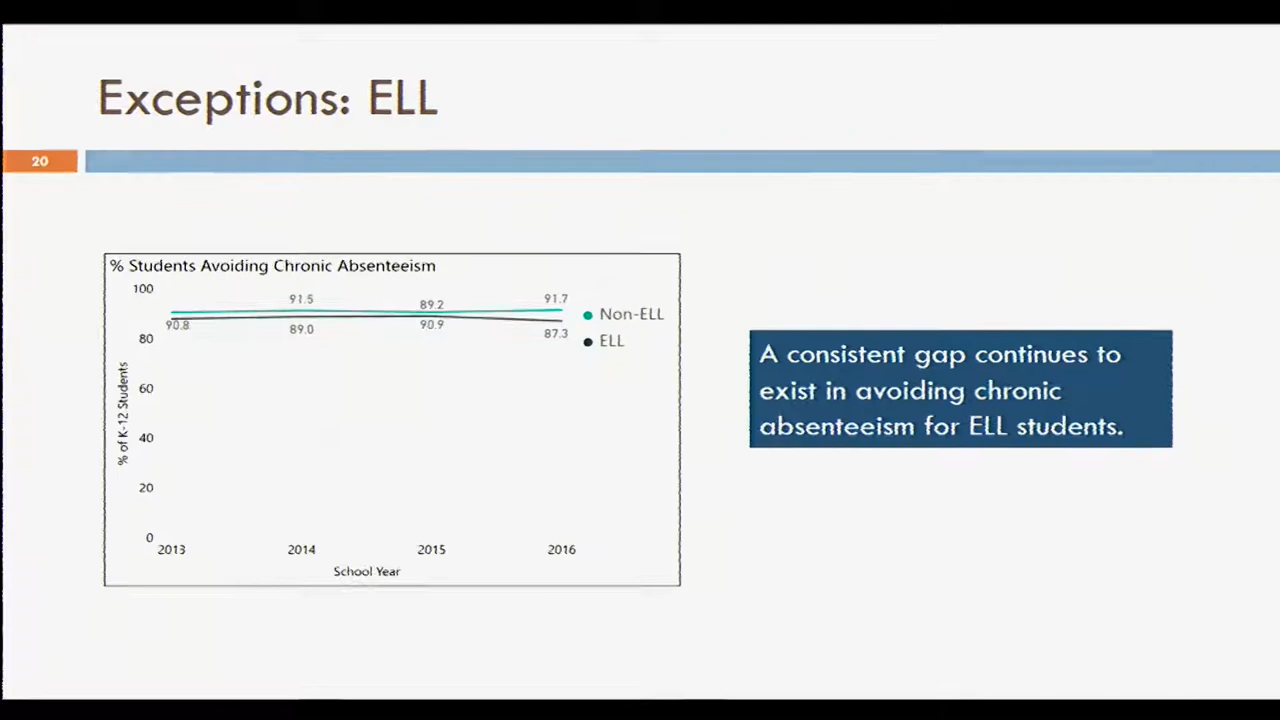 Exceptions: ELL
20
% Students Avoiding Chronic Absenteeism
100
80
60
40
20
0
% of K-12 Students
91.5
89.2
91.7
90.8
89.0
90.9
87.3
Non-ELL
ELL
2013
2014
2015
2016
School Year
A consistent gap continues to
exist in avoiding chronic
absenteeism for ELL students.